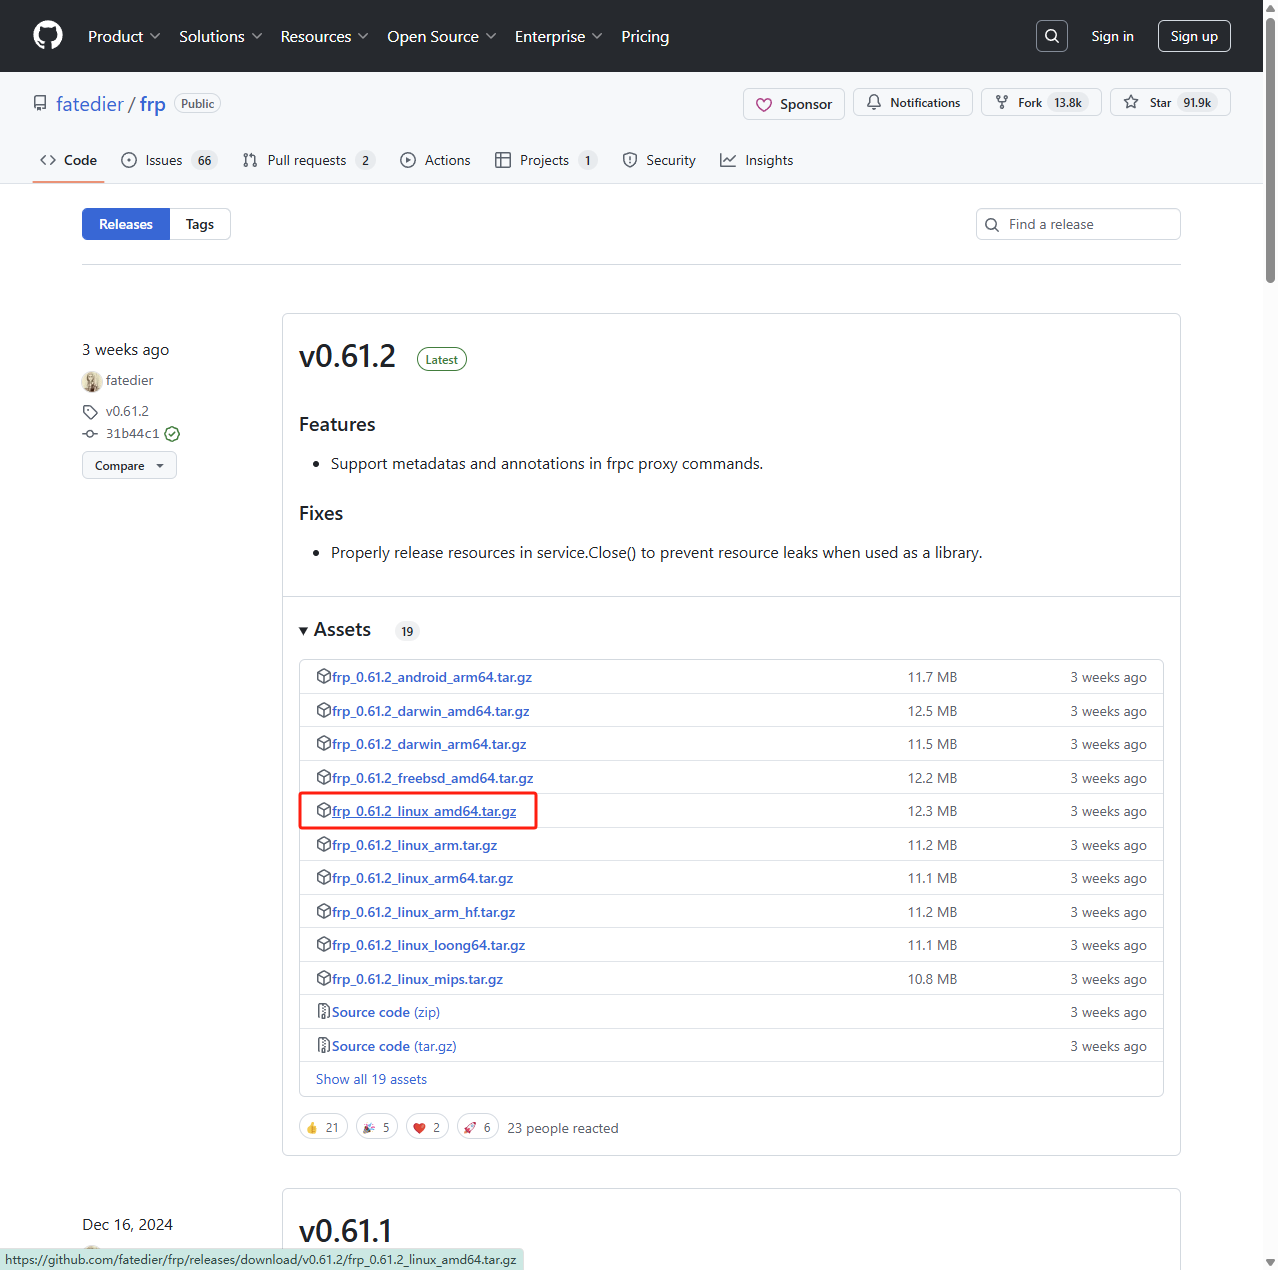 Product Solutions Resources Open Source Enterprise Pricing Sign in Sign up
fatedier / frp Public Sponsor Notifications Fork 13.8k Star 91.9k
Code Issues 66 Pull requests 2 Actions Projects 1 Security Insights
Releases Tags Find a release
3 weeks ago
fatedier
v0.61.2
31b44c1
Compare
v0.61.2 Latest
Features
Support metadatas and annotations in frpc proxy commands.
Fixes
Properly release resources in service.Close() to prevent resource leaks when used as a library.
Assets 19
frp_0.61.2_android_arm64.tar.gz 11.7 MB 3 weeks ago
frp_0.61.2_darwin_amd64.tar.gz 12.5 MB 3 weeks ago
frp_0.61.2_darwin_arm64.tar.gz 11.5 MB 3 weeks ago
frp_0.61.2_freebsd_amd64.tar.gz 12.2 MB 3 weeks ago
frp_0.61.2_linux_amd64.tar.gz 12.3 MB 3 weeks ago
frp_0.61.2_linux_arm.tar.gz 11.2 MB 3 weeks ago
frp_0.61.2_linux_arm64.tar.gz 11.1 MB 3 weeks ago
frp_0.61.2_linux_arm_hf.tar.gz 11.2 MB 3 weeks ago
frp_0.61.2_linux_loong64.tar.gz 11.1 MB 3 weeks ago
frp_0.61.2_linux_mips.tar.gz 10.8 MB 3 weeks ago
Source code (zip) 3 weeks ago
Source code (tar.gz) 3 weeks ago
Show all 19 assets
👍 21 🎉 5 ❤️ 2 🚀 6 23 people reacted
Dec 16, 2024
v0.61.1
https://github.com/fatedier/frp/releases/download/v0.61.2/frp_0.61.2_linux_amd64.tar.gz